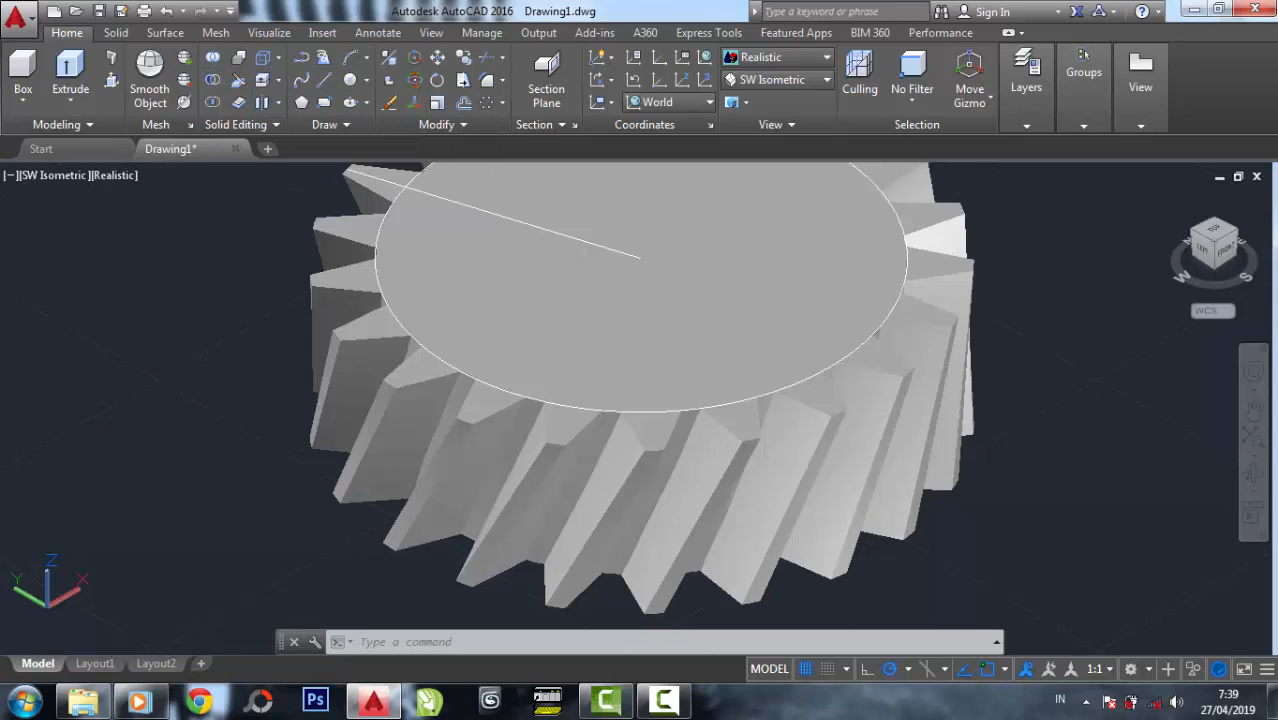 Autodesk AutoCAD 2016 Drawing1.dwg
Type a keyword or phrase
Sign In
Home Solid Surface Mesh Visualize Insert Annotate View Manage Output Add-ins A360 Express Tools Featured Apps BIM 360 Performance
Box
Extrude
Smooth
Object
Section
Plane
World
Realistic
SW Isometric
Culling
No Filter
Move
Gizmo
Layers
Groups
View
Modeling Mesh Solid Editing Draw Modify Section Coordinates View Selection
Start Drawing1*
[−][SW Isometric][Realistic]
TOP
LEFT
FRONT
W S
WCS
Z
Y X
Type a command
Model Layout1 Layout2
MODEL 1:1
Ps
IN
7:39
27/04/2019